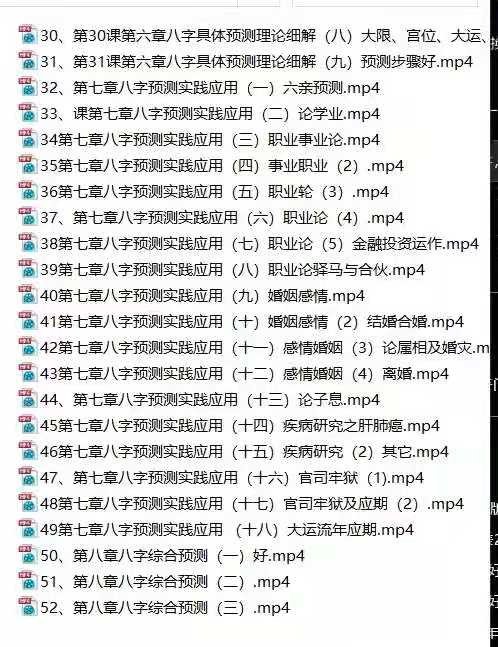 30、第30课第六章八字具体预测理论细解（八）大限、宫位、大运、
31、第31课第六章八字具体预测理论细解（九）预测步骤好.mp4
32、第七章八字预测实践应用（一）六亲预测.mp4
33、课第七章八字预测实践应用（二）论学业.mp4
34第七章八字预测实践应用（三）职业事业论.mp4
35第七章八字预测实践应用（四）事业职业（2）.mp4
36第七章八字预测实践应用（五）职业轮（3）.mp4
37、第七章八字预测实践应用（六）职业论（4）.mp4
38第七章八字预测实践应用（七）职业论（5）金融投资运作.mp4
39第七章八字预测实践应用（八）职业论驿马与合伙.mp4
40第七章八字预测实践应用（九）婚姻感情.mp4
41第七章八字预测实践应用（十）婚姻感情（2）结婚合婚.mp4
42第七章八字预测实践应用（十一）感情婚姻（3）论属相及婚灾.m
43第七章八字预测实践应用（十二）感情婚姻（4）离婚.mp4
44、第七章八字预测实践应用（十三）论子息.mp4
45第七章八字预测实践应用（十四）疾病研究之肝肺癌.mp4
46第七章八字预测实践应用（十五）疾病研究（2）其它.mp4
47、第七章八字预测实践应用（十六）官司牢狱（1).mp4
48第七章八字预测实践应用（十七）官司牢狱及应期（2）.mp4
49第七章八字预测实践应用 （十八）大运流年应期.mp4
50、第八章八字综合预测（一）好.mp4
51、第八章八字综合预测（二）.mp4
52、第八章八字综合预测（三）.mp4